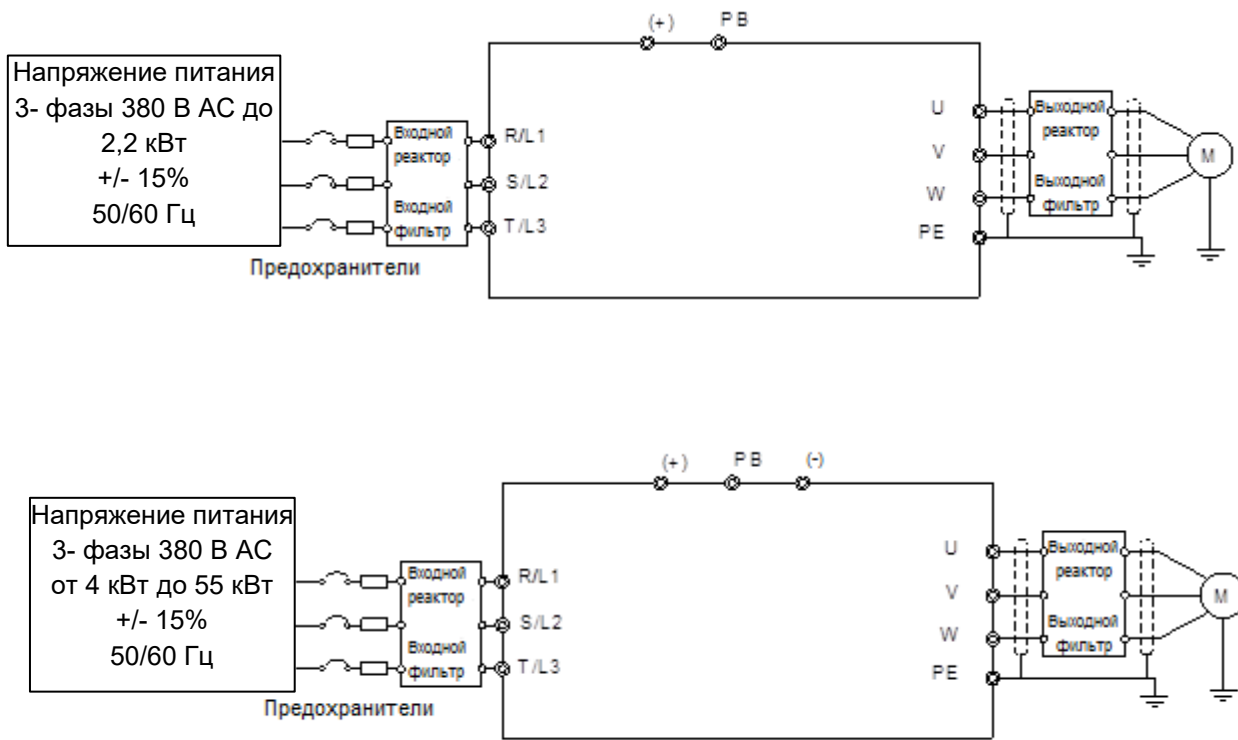 (+) PB
Напряжение питания
3- фазы 380 В AC до
2,2 кВт
+/- 15%
50/60 Гц
Входной
реактор
Входной
фильтр
Предохранители
R/L1
S/L2
T/L3
U
V
W
PE
Выходной
реактор
Выходной
фильтр
M
(+) PB (-)
Напряжение питания
3- фазы 380 В AC
от 4 кВт до 55 кВт
+/- 15%
50/60 Гц
Входной
реактор
Входной
фильтр
Предохранители
R/L1
S/L2
T/L3
U
V
W
PE
Выходной
реактор
Выходной
фильтр
M